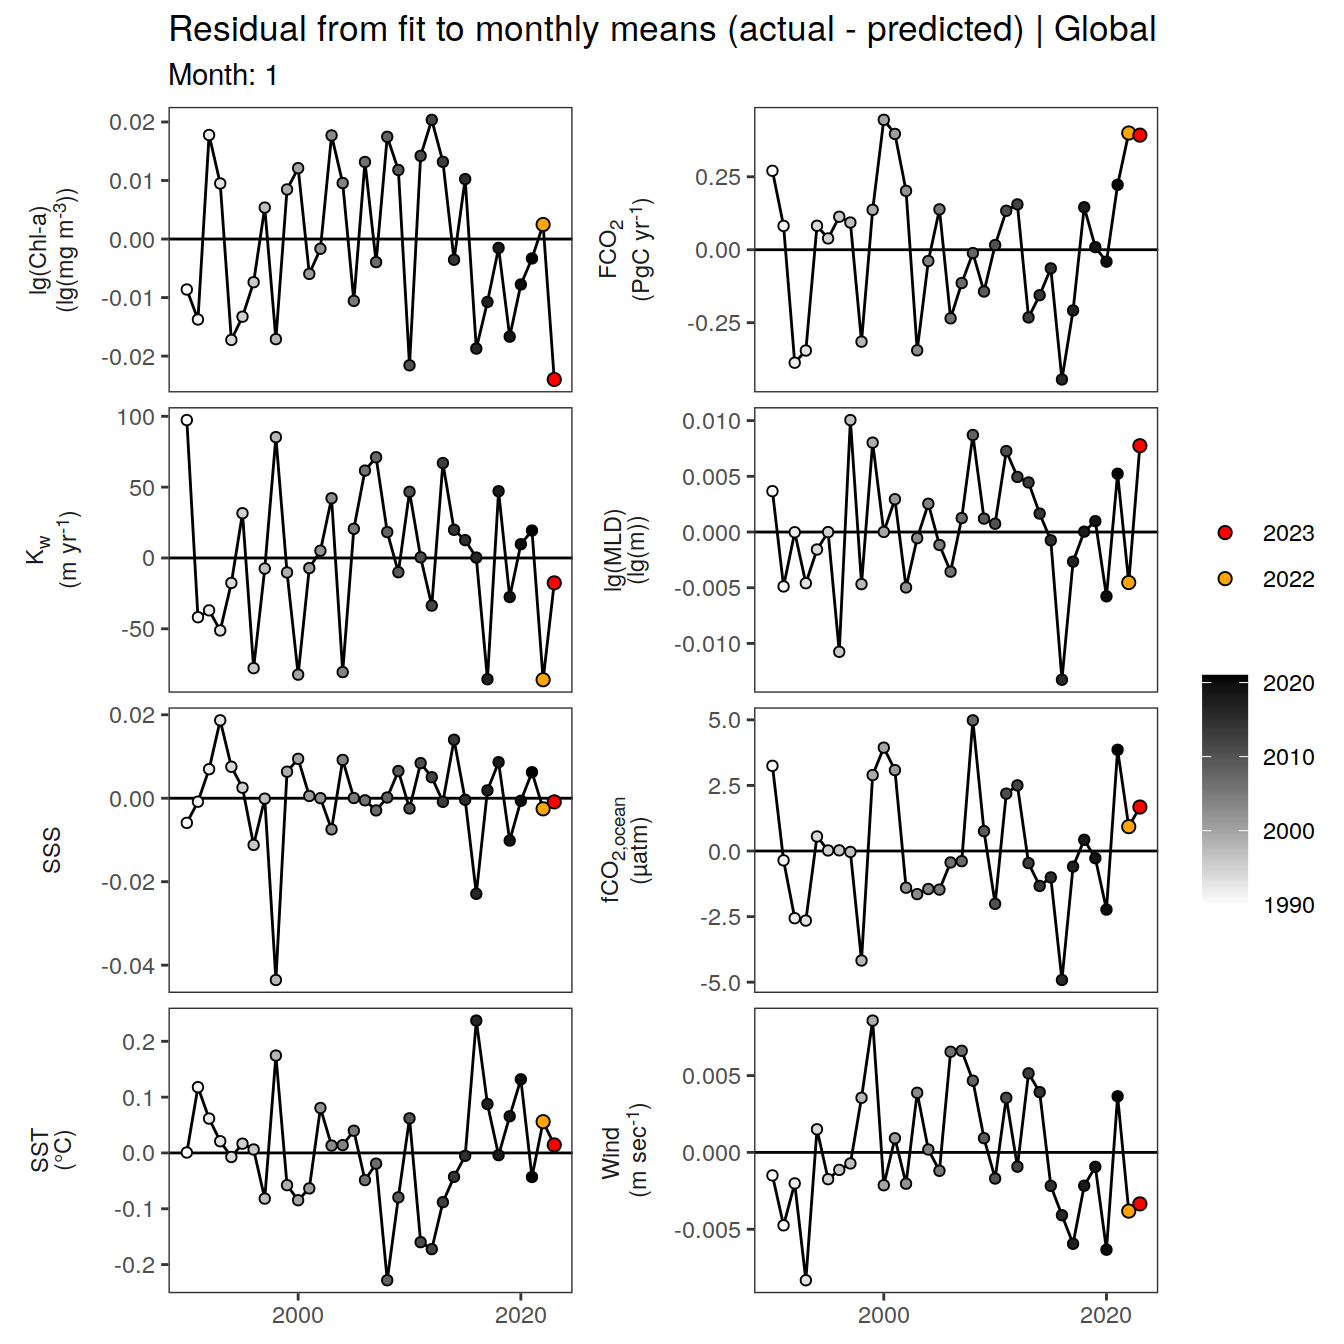 Residual from fit to monthly means (actual - predicted) | Global
Month: 1
lg(Chl-a)
(lg(mg m⁻³))
0.02
0.01
0.00
-0.01
-0.02
FCO₂
(PgC yr⁻¹)
0.25
0.00
-0.25
K_w
(m yr⁻¹)
100
50
0
-50
lg(MLD)
(lg(m))
0.010
0.005
0.000
-0.005
-0.010
SSS
0.02
0.00
-0.02
-0.04
fCO₂,ocean
(µatm)
5.0
2.5
0.0
-2.5
-5.0
SST
(°C)
0.2
0.1
0.0
-0.1
-0.2
2000
2020
WInd
(m sec⁻¹)
0.005
0.000
-0.005
2000
2020
2023
2022
2020
2010
2000
1990